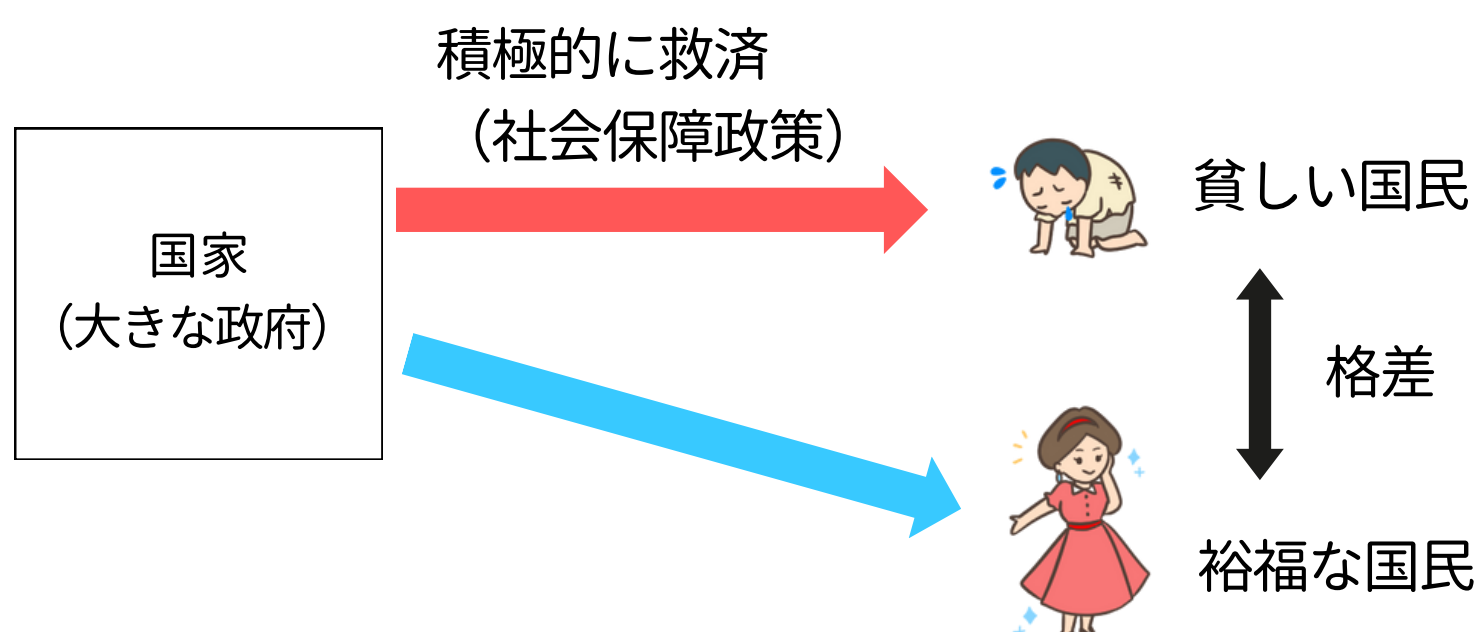 積極的に救済
（社会保障政策）
国家
（大きな政府）
貧しい国民
格差
裕福な国民